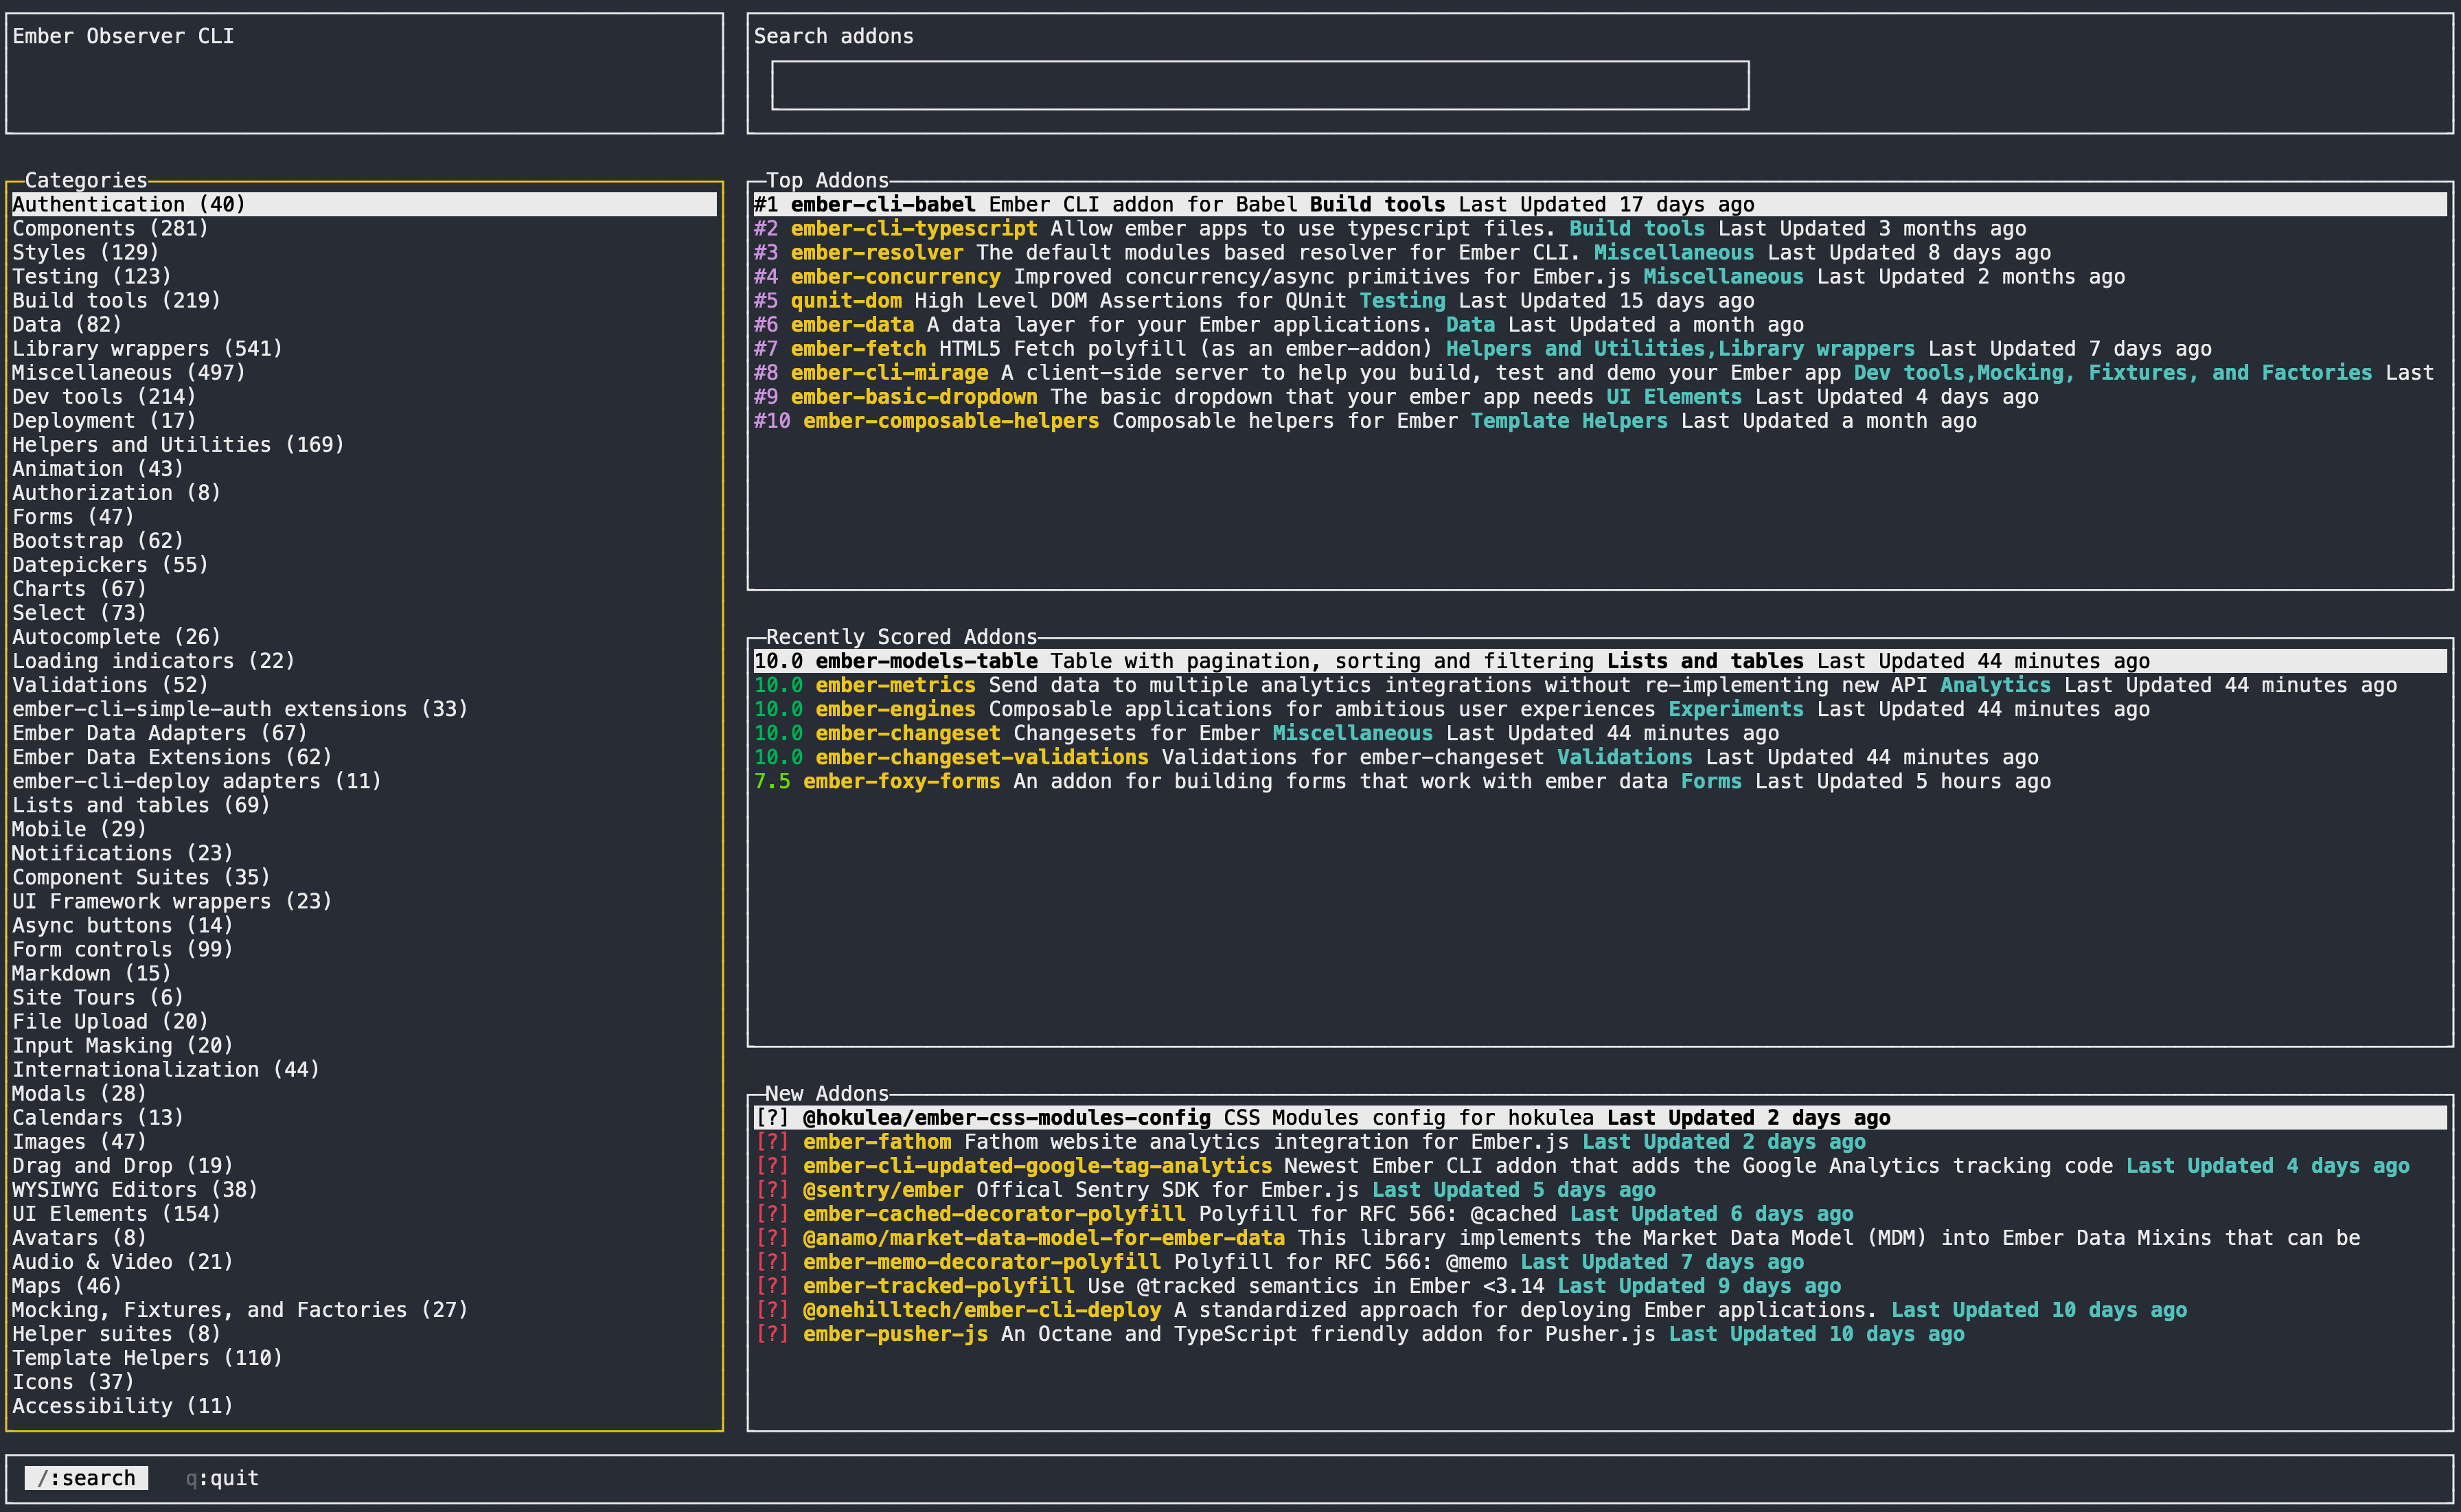 Ember Observer CLI
Search addons
Categories
Authentication (40)
Components (281)
Styles (129)
Testing (123)
Build tools (219)
Data (82)
Library wrappers (541)
Miscellaneous (497)
Dev tools (214)
Deployment (17)
Helpers and Utilities (169)
Animation (43)
Authorization (8)
Forms (47)
Bootstrap (62)
Datepickers (55)
Charts (67)
Select (73)
Autocomplete (26)
Loading indicators (22)
Validations (52)
ember-cli-simple-auth extensions (33)
Ember Data Adapters (67)
Ember Data Extensions (62)
ember-cli-deploy adapters (11)
Lists and tables (69)
Mobile (29)
Notifications (23)
Component Suites (35)
UI Framework wrappers (23)
Async buttons (14)
Form controls (99)
Markdown (15)
Site Tours (6)
File Upload (20)
Input Masking (20)
Internationalization (44)
Modals (28)
Calendars (13)
Images (47)
Drag and Drop (19)
WYSIWYG Editors (38)
UI Elements (154)
Avatars (8)
Audio & Video (21)
Maps (46)
Mocking, Fixtures, and Factories (27)
Helper suites (8)
Template Helpers (110)
Icons (37)
Accessibility (11)
Top Addons
#1 ember-cli-babel Ember CLI addon for Babel Build tools Last Updated 17 days ago
#2 ember-cli-typescript Allow ember apps to use typescript files. Build tools Last Updated 3 months ago
#3 ember-resolver The default modules based resolver for Ember CLI. Miscellaneous Last Updated 8 days ago
#4 ember-concurrency Improved concurrency/async primitives for Ember.js Miscellaneous Last Updated 2 months ago
#5 qunit-dom High Level DOM Assertions for QUnit Testing Last Updated 15 days ago
#6 ember-data A data layer for your Ember applications. Data Last Updated a month ago
#7 ember-fetch HTML5 Fetch polyfill (as an ember-addon) Helpers and Utilities,Library wrappers Last Updated 7 days ago
#8 ember-cli-mirage A client-side server to help you build, test and demo your Ember app Dev tools,Mocking, Fixtures, and Factories Last
#9 ember-basic-dropdown The basic dropdown that your ember app needs UI Elements Last Updated 4 days ago
#10 ember-composable-helpers Composable helpers for Ember Template Helpers Last Updated a month ago
Recently Scored Addons
10.0 ember-models-table Table with pagination, sorting and filtering Lists and tables Last Updated 44 minutes ago
10.0 ember-metrics Send data to multiple analytics integrations without re-implementing new API Analytics Last Updated 44 minutes ago
10.0 ember-engines Composable applications for ambitious user experiences Experiments Last Updated 44 minutes ago
10.0 ember-changeset Changesets for Ember Miscellaneous Last Updated 44 minutes ago
10.0 ember-changeset-validations Validations for ember-changeset Validations Last Updated 44 minutes ago
7.5 ember-foxy-forms An addon for building forms that work with ember data Forms Last Updated 5 hours ago
New Addons
[?] @hokulea/ember-css-modules-config CSS Modules config for hokulea Last Updated 2 days ago
[?] ember-fathom Fathom website analytics integration for Ember.js Last Updated 2 days ago
[?] ember-cli-updated-google-tag-analytics Newest Ember CLI addon that adds the Google Analytics tracking code Last Updated 4 days ago
[?] @sentry/ember Offical Sentry SDK for Ember.js Last Updated 5 days ago
[?] ember-cached-decorator-polyfill Polyfill for RFC 566: @cached Last Updated 6 days ago
[?] @anamo/market-data-model-for-ember-data This library implements the Market Data Model (MDM) into Ember Data Mixins that can be
[?] ember-memo-decorator-polyfill Polyfill for RFC 566: @memo Last Updated 7 days ago
[?] ember-tracked-polyfill Use @tracked semantics in Ember <3.14 Last Updated 9 days ago
[?] @onehilltech/ember-cli-deploy A standardized approach for deploying Ember applications. Last Updated 10 days ago
[?] ember-pusher-js An Octane and TypeScript friendly addon for Pusher.js Last Updated 10 days ago
/:search q:quit